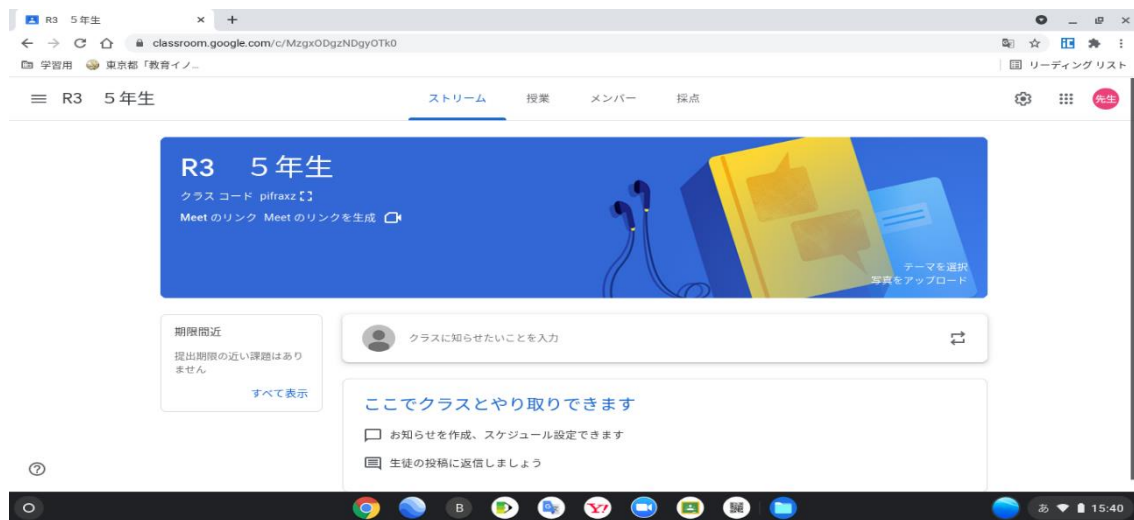 R3 5年生
classroom.google.com/c/MzgxODgzNDgyOTk0
学習用 東京都「教育イノ...
リーディング リスト
R3 5年生
ストリーム 授業 メンバー 採点
先生
R3 5年生
クラス コード pifraxz
Meet のリンク Meet のリンクを生成
テーマを選択
写真をアップロード
期限間近
提出期限の近い課題はあり
ません
すべて表示
クラスに知らせたいことを入力
ここでクラスとやり取りできます
お知らせを作成、スケジュール設定できます
生徒の投稿に返信しましょう
B
あ 15:40